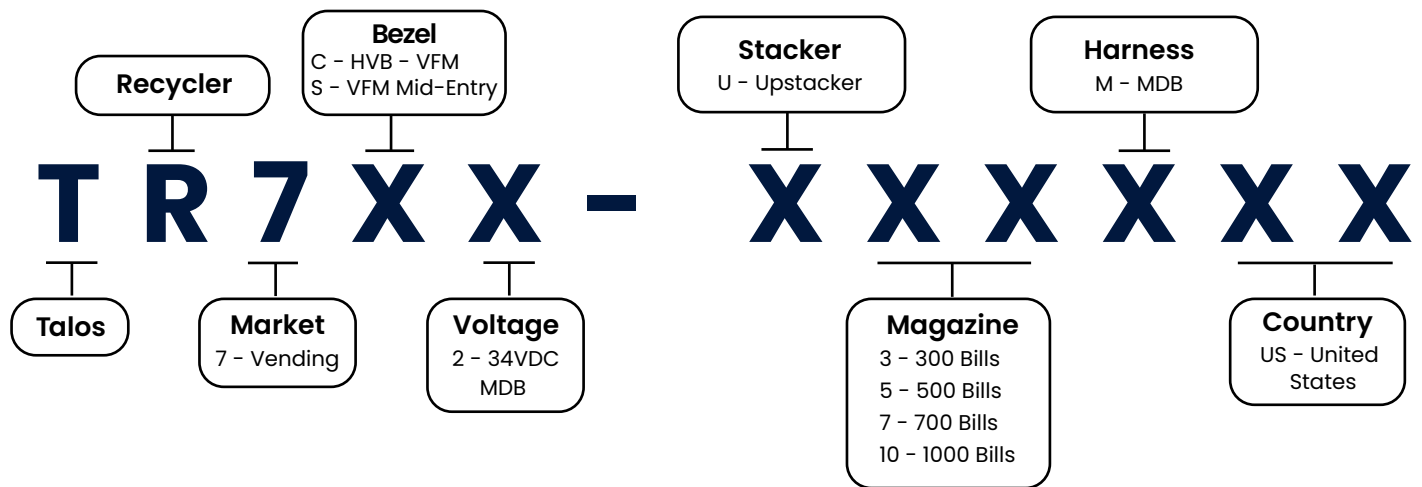 Bezel
C - HVB - VFM
S - VFM Mid-Entry
Recycler
Stacker
U - Upstacker
Harness
M - MDB
T R 7 X X - X X X X X X
Talos
Market
7 - Vending
Voltage
2 - 34VDC
MDB
Magazine
3 - 300 Bills
5 - 500 Bills
7 - 700 Bills
10 - 1000 Bills
Country
US - United
States